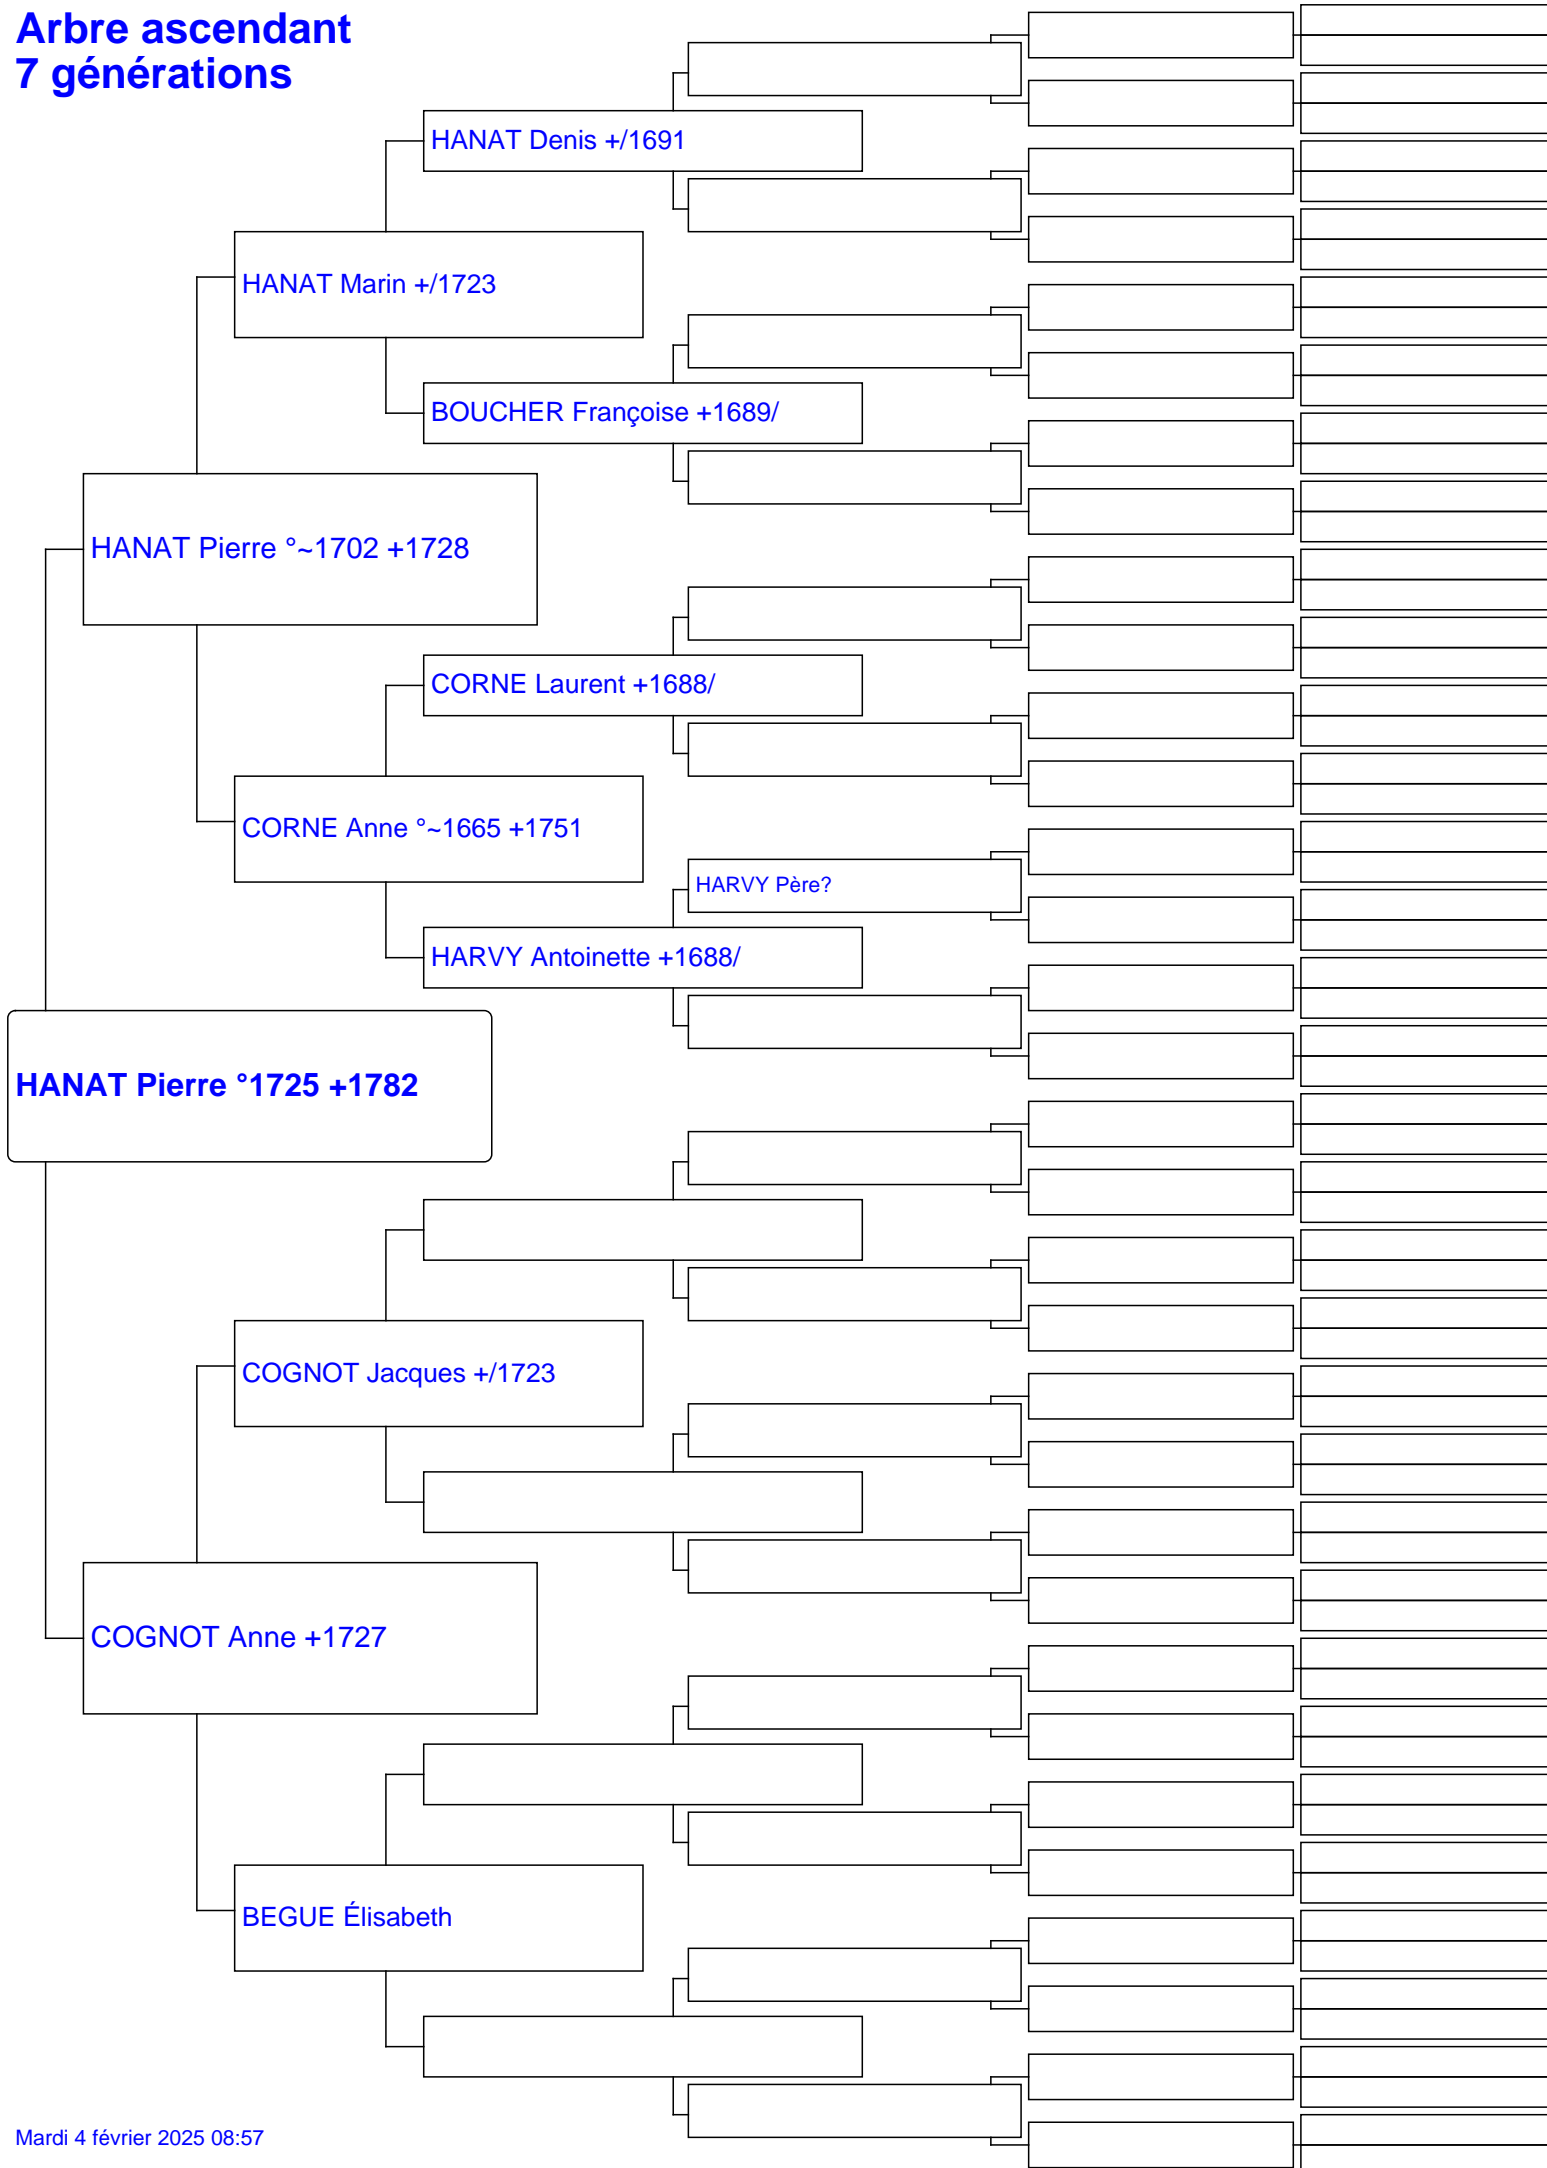 Arbre ascendant
7 générations
HANAT Denis +/1691
HANAT Marin +/1723
BOUCHER Françoise +1689/
HANAT Pierre °~1702 +1728
CORNE Laurent +1688/
CORNE Anne °~1665 +1751
HARVY Père?
HARVY Antoinette +1688/
HANAT Pierre °1725 +1782
COGNOT Jacques +/1723
COGNOT Anne +1727
BEGUE Élisabeth
Mardi 4 février 2025 08:57